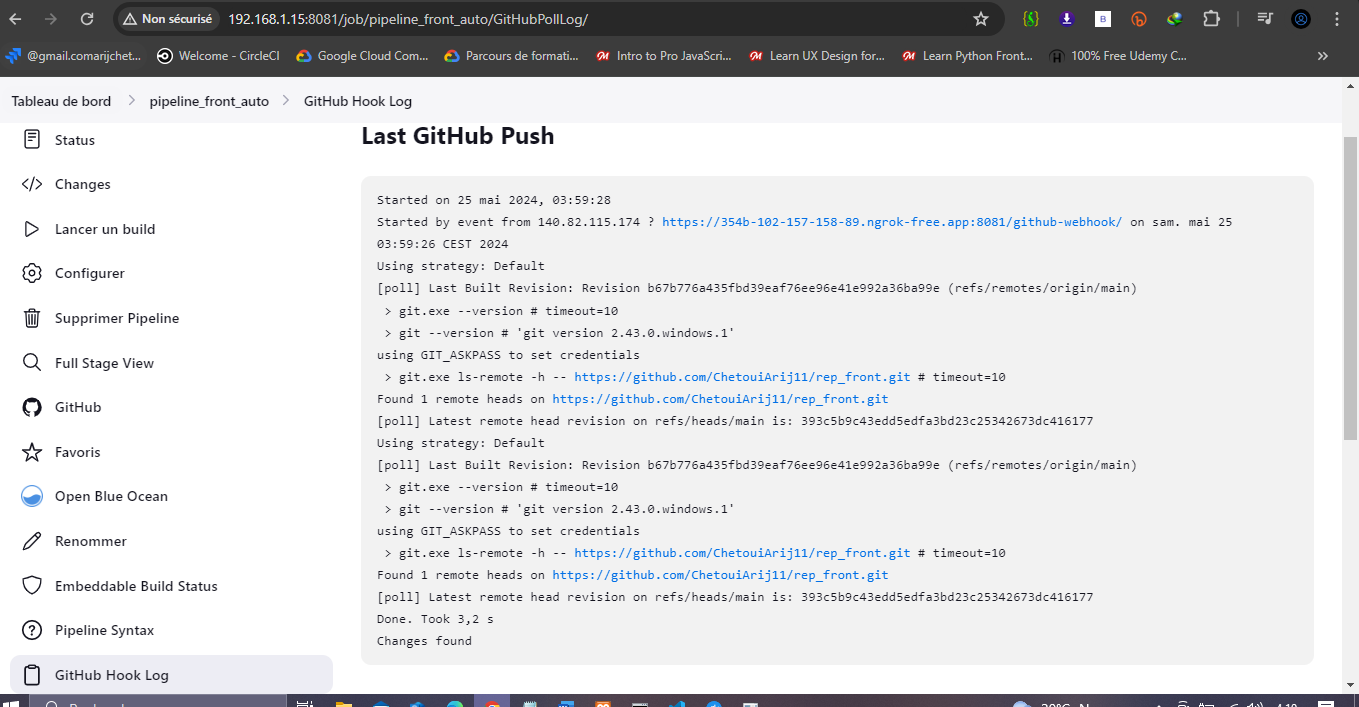 Non sécurisé
192.168.1.15:8081/job/pipeline_front_auto/GitHubPollLog/
@gmail.comarijchet...
Welcome - CircleCI
Google Cloud Com...
Parcours de formati...
Intro to Pro JavaScri...
Learn UX Design for...
Learn Python Front...
100% Free Udemy C...
Tableau de bord
pipeline_front_auto
GitHub Hook Log
Status
Changes
Lancer un build
Configurer
Supprimer Pipeline
Full Stage View
GitHub
Favoris
Open Blue Ocean
Renommer
Embeddable Build Status
Pipeline Syntax
GitHub Hook Log
Last GitHub Push
Started on 25 mai 2024, 03:59:28
Started by event from 140.82.115.174 ? https://354b-102-157-158-89.ngrok-free.app:8081/github-webhook/ on sam. mai 25
03:59:26 CEST 2024
Using strategy: Default
[poll] Last Built Revision: Revision b67b776a435fbd39eaf76ee96e41e992a36ba99e (refs/remotes/origin/main)
> git.exe --version # timeout=10
> git --version # 'git version 2.43.0.windows.1'
using GIT_ASKPASS to set credentials
> git.exe ls-remote -h -- https://github.com/ChetouiArij11/rep_front.git # timeout=10
Found 1 remote heads on https://github.com/ChetouiArij11/rep_front.git
[poll] Latest remote head revision on refs/heads/main is: 393c5b9c43edd5edfa3bd23c25342673dc416177
Using strategy: Default
[poll] Last Built Revision: Revision b67b776a435fbd39eaf76ee96e41e992a36ba99e (refs/remotes/origin/main)
> git.exe --version # timeout=10
> git --version # 'git version 2.43.0.windows.1'
using GIT_ASKPASS to set credentials
> git.exe ls-remote -h -- https://github.com/ChetouiArij11/rep_front.git # timeout=10
Found 1 remote heads on https://github.com/ChetouiArij11/rep_front.git
[poll] Latest remote head revision on refs/heads/main is: 393c5b9c43edd5edfa3bd23c25342673dc416177
Done. Took 3,2 s
Changes found